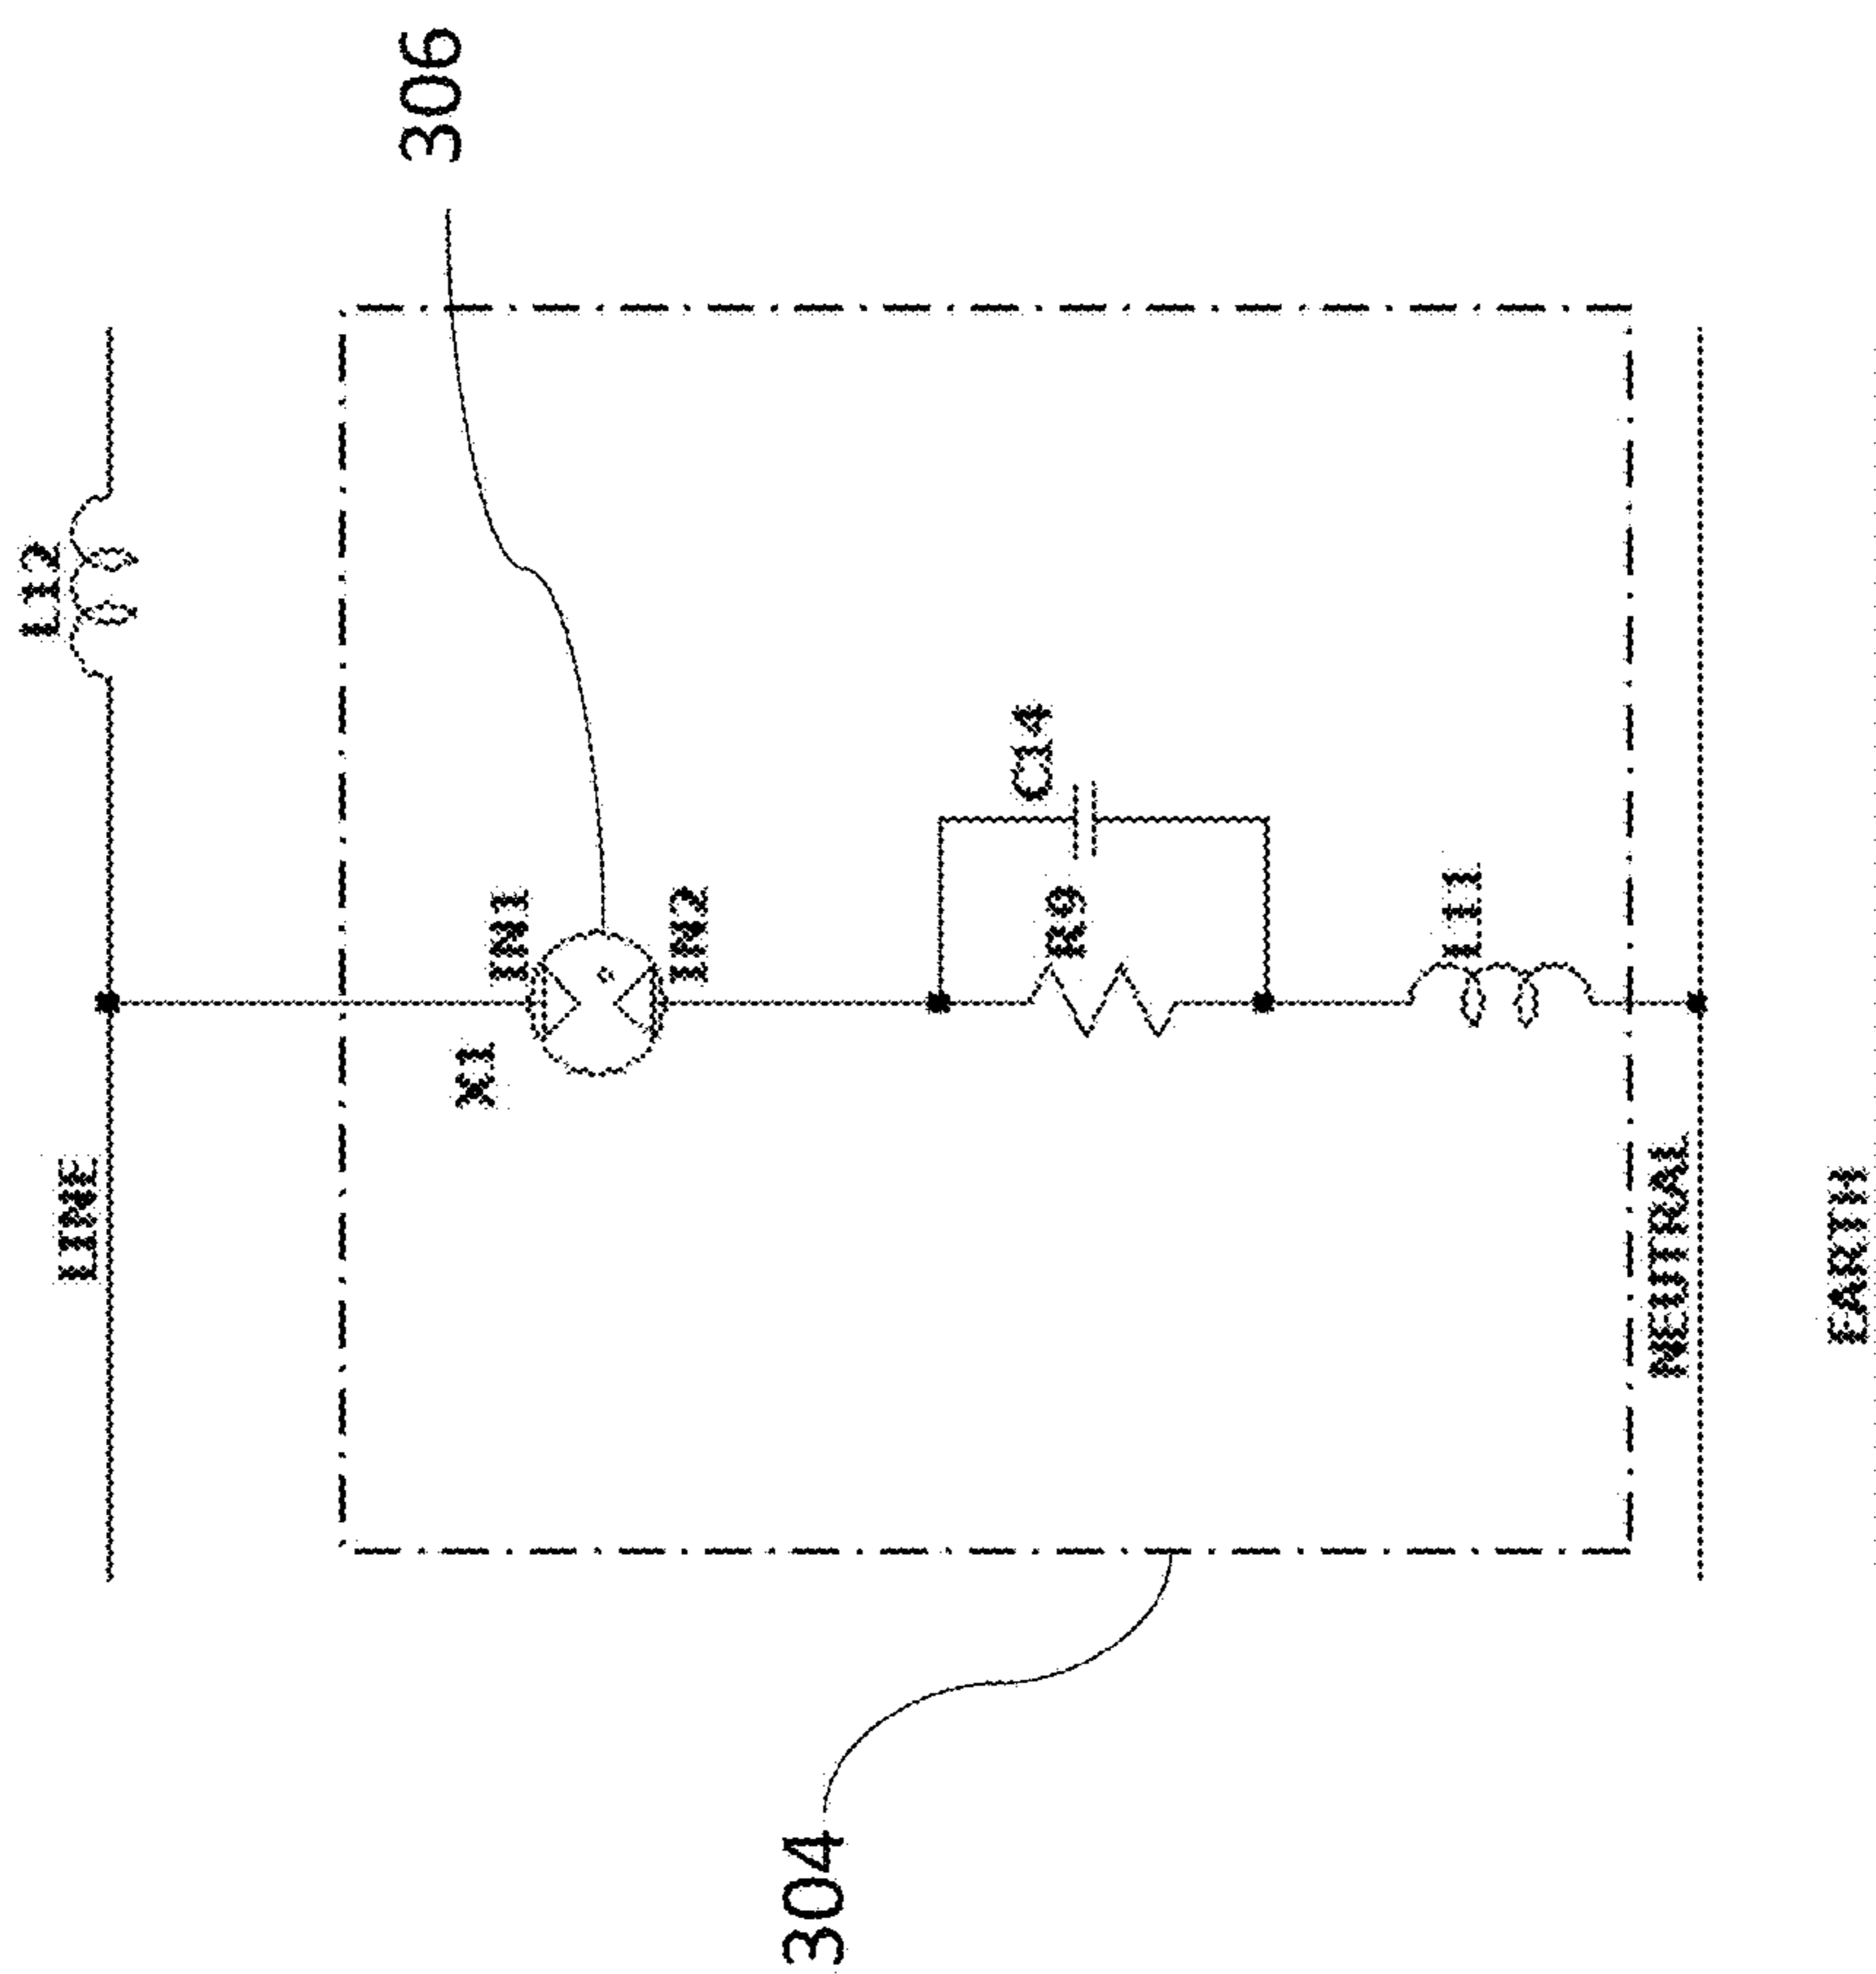 306
L12
C14
IN1
IN2
R9
L11
X1
LINE
NEUTRAL
EARTH
304